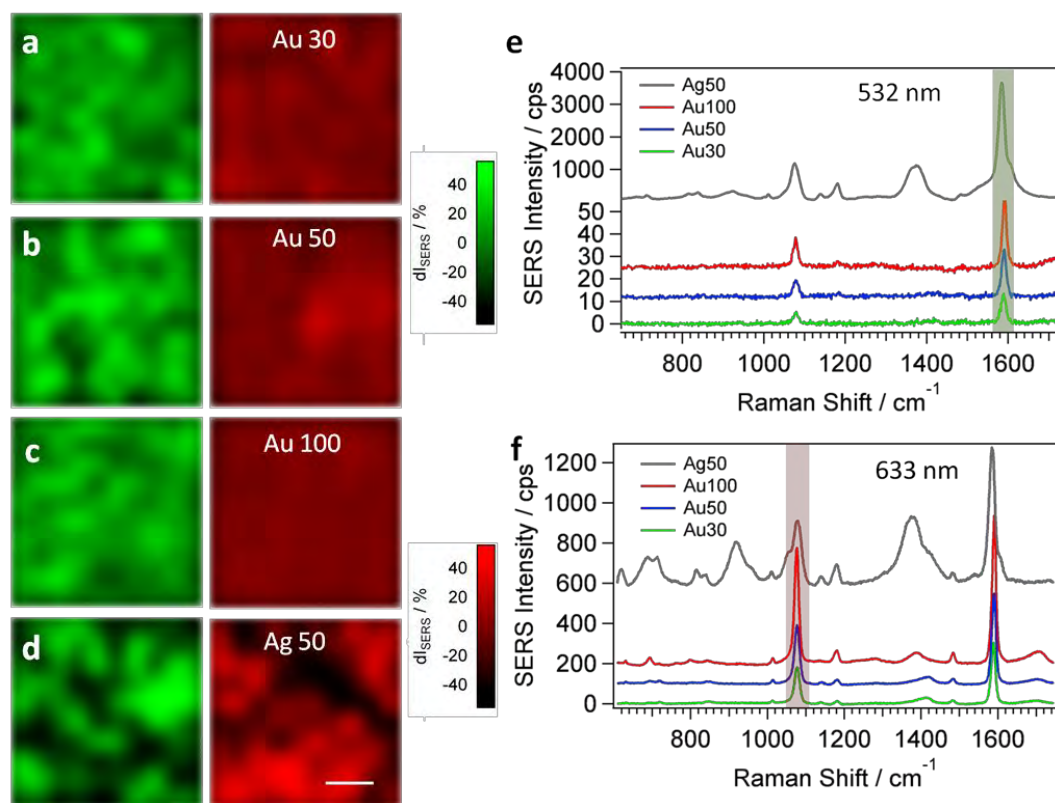 a
Au 30
b
Au 50
c
Au 100
d
Ag 50
40
20
0
-20
-40
dI_SERS / %
40
20
0
-20
-40
dI_SERS / %
e
532 nm
Ag50
Au100
Au50
Au30
4000
3000
2000
1000
50
40
30
20
10
0
SERS Intensity / cps
800 1000 1200 1400 1600
Raman Shift / cm⁻¹
f
633 nm
Ag50
Au100
Au50
Au30
1200
1000
800
600
400
200
0
SERS Intensity / cps
800 1000 1200 1400 1600
Raman Shift / cm⁻¹